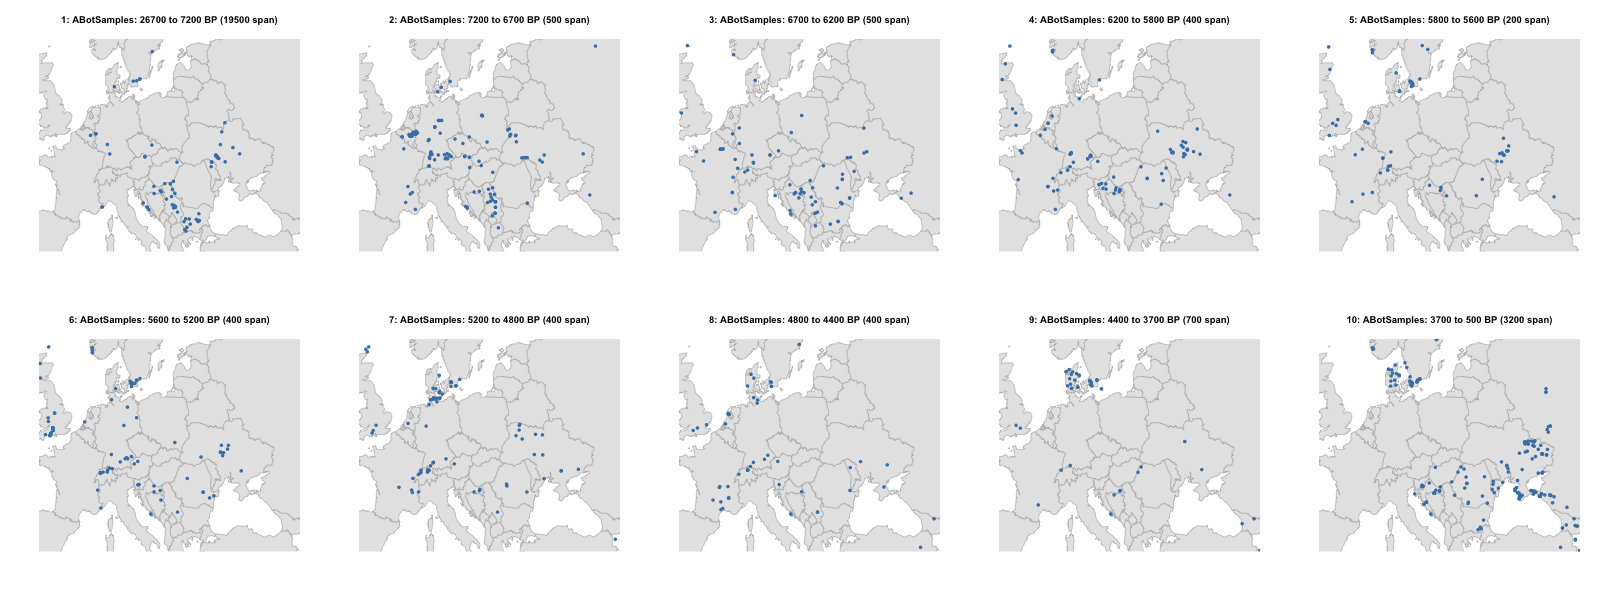 1: ABotSamples: 26700 to 7200 BP (19500 span)
2: ABotSamples: 7200 to 6700 BP (500 span)
3: ABotSamples: 6700 to 6200 BP (500 span)
4: ABotSamples: 6200 to 5800 BP (400 span)
5: ABotSamples: 5800 to 5600 BP (200 span)
6: ABotSamples: 5600 to 5200 BP (400 span)
7: ABotSamples: 5200 to 4800 BP (400 span)
8: ABotSamples: 4800 to 4400 BP (400 span)
9: ABotSamples: 4400 to 3700 BP (700 span)
10: ABotSamples: 3700 to 500 BP (3200 span)